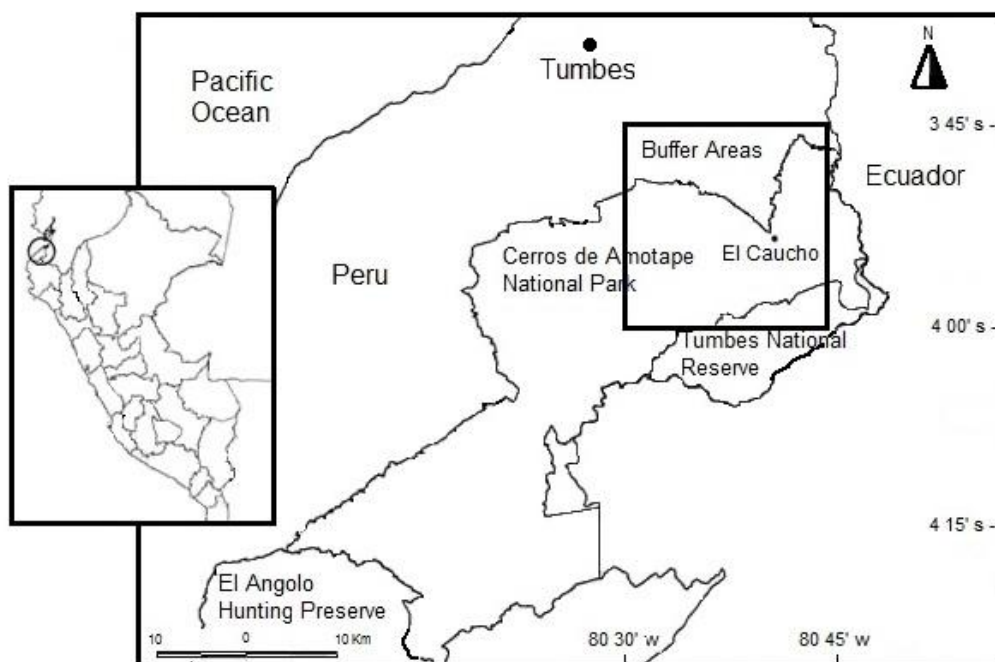 Pacific
Ocean
Tumbes
N
3 45' s
Buffer Areas
Ecuador
Cerros de Amotape
National Park
El Caucho
Peru
4 00' s
Tumbes National
Reserve
4 15' s
El Angolo
Hunting Preserve
10 0 10 Km
80 30' w 80 45' w